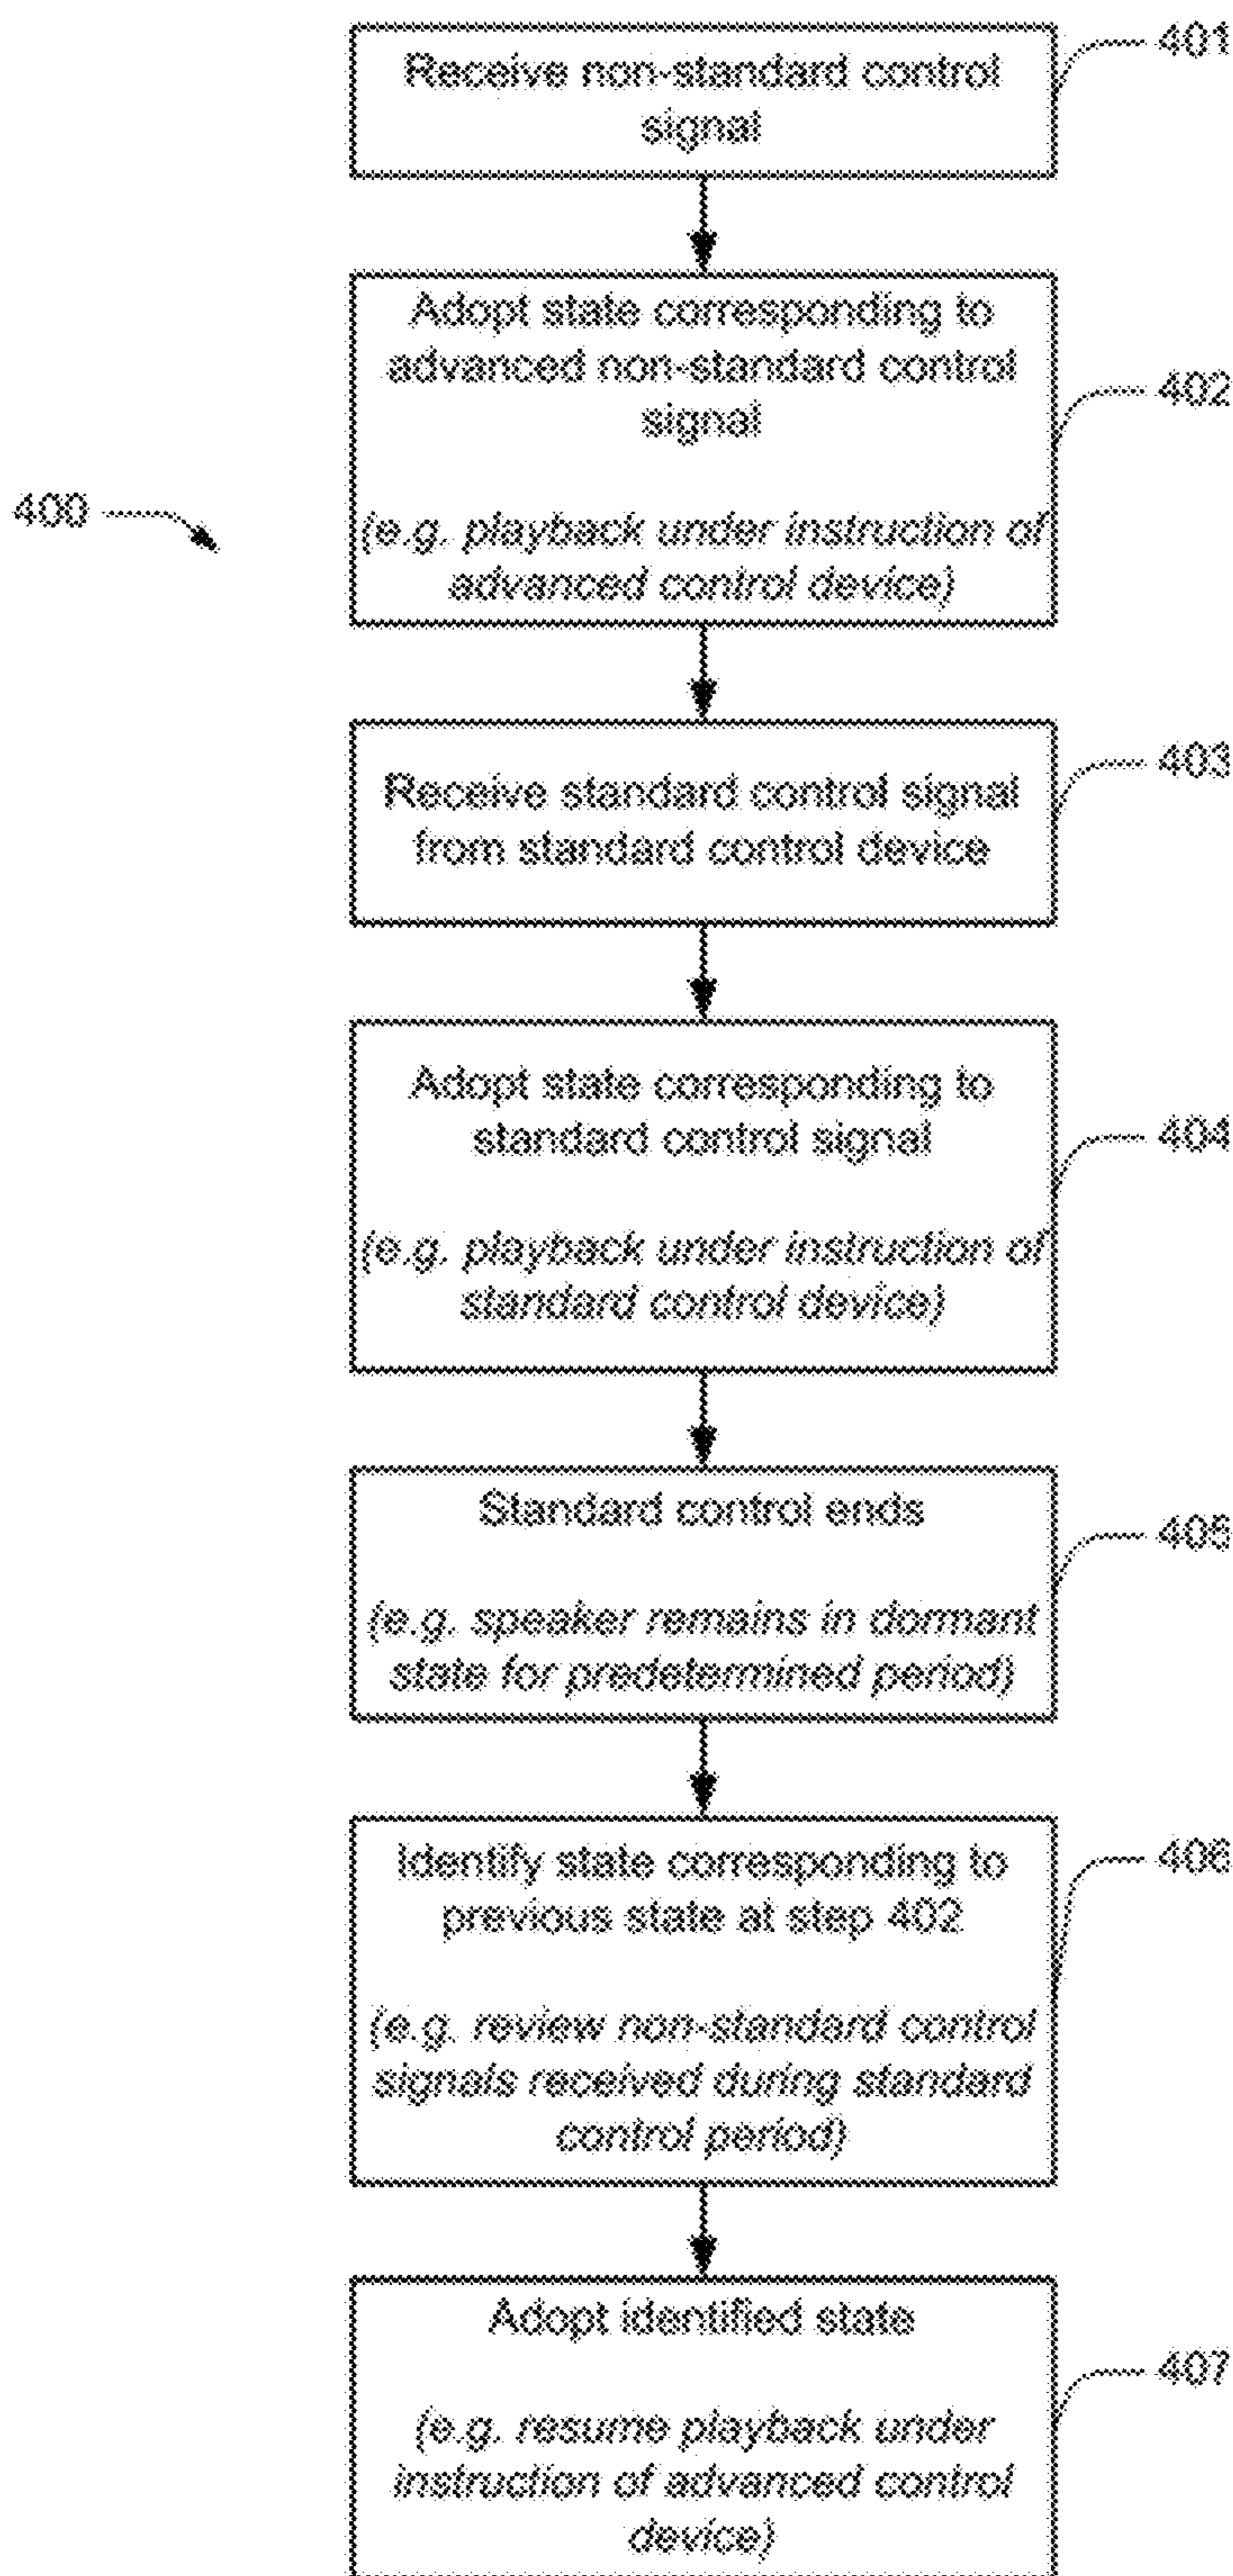 401
Receive non-standard control
signal
Adopt state corresponding to
advanced non-standard control
signal
402
400
(e.g. playback under instruction of
advanced control device)
403
Receive standard control signal
from standard control device
Adopt state corresponding to
standard control signal
404
(e.g. playback under instruction of
standard control device)
Standard control ends
405
(e.g. speaker remains in dormant
state for predetermined period)
406
Identify state corresponding to
previous state at step 402
(e.g. review non-standard control
signals received during standard
control period)
Adopt identified state
407
(e.g. resume playback under
instruction of advanced control
device)